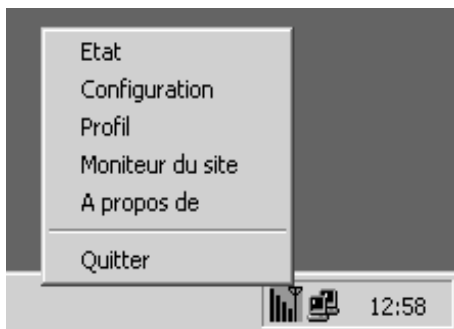 Etat
Configuration
Profil
Moniteur du site
A propos de
Quitter
12:58